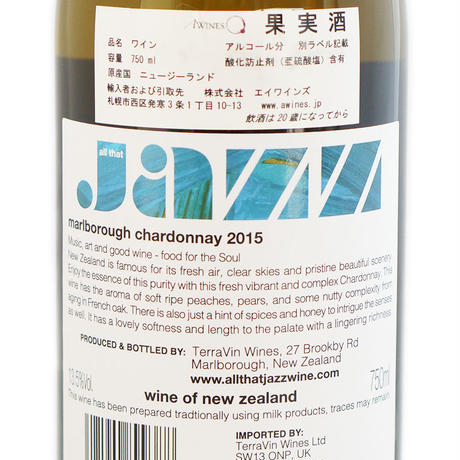 AWINES
果実酒
品名 ワイン
アルコール分 別ラベル記載
容量 750 ml
酸化防止剤(亜硫酸塩)含有
原産国 ニュージーランド
輸入者および引取先 株式会社 エイワインズ
札幌市西区発寒3条1丁目10-13 www.awines.jp
飲酒は20歳になってから
all that
jazz
marlborough chardonnay 2015
Music, art and good wine - food for the Soul
New Zealand is famous for its fresh air, clear skies and pristine beautiful scenery.
Enjoy the essence of this purity with this fresh vibrant and complex Chardonnay. This
wine has the aroma of soft ripe peaches, pears, and some nutty complexity from
aging in French oak. There is also just a hint of spices and honey to intrigue the senses
as well. It has a lovely softness and length to the palate with a lingering richness.
PRODUCED & BOTTLED BY: TerraVin Wines, 27 Brookby Rd
Marlborough, New Zealand
www.allthatjazzwine.com
13.5%Vol.
750ml
wine of new zealand
This wine has been prepared tradtionally using milk products, traces may remain.
IMPORTED BY:
TerraVin Wines Ltd
SW13 ONP, UK